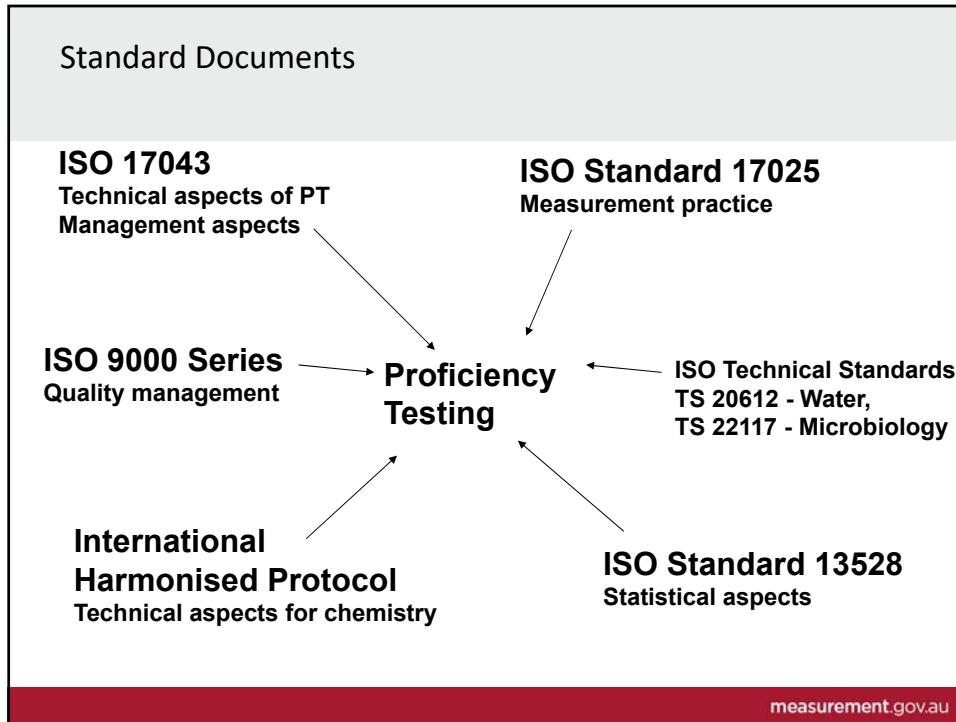 Standard Documents
ISO 17043
Technical aspects of PT
Management aspects
ISO Standard 17025
Measurement practice
ISO 9000 Series
Quality management
Proficiency
Testing
ISO Technical Standards
TS 20612 - Water,
TS 22117 - Microbiology
International
Harmonised Protocol
Technical aspects for chemistry
ISO Standard 13528
Statistical aspects
measurement.gov.au